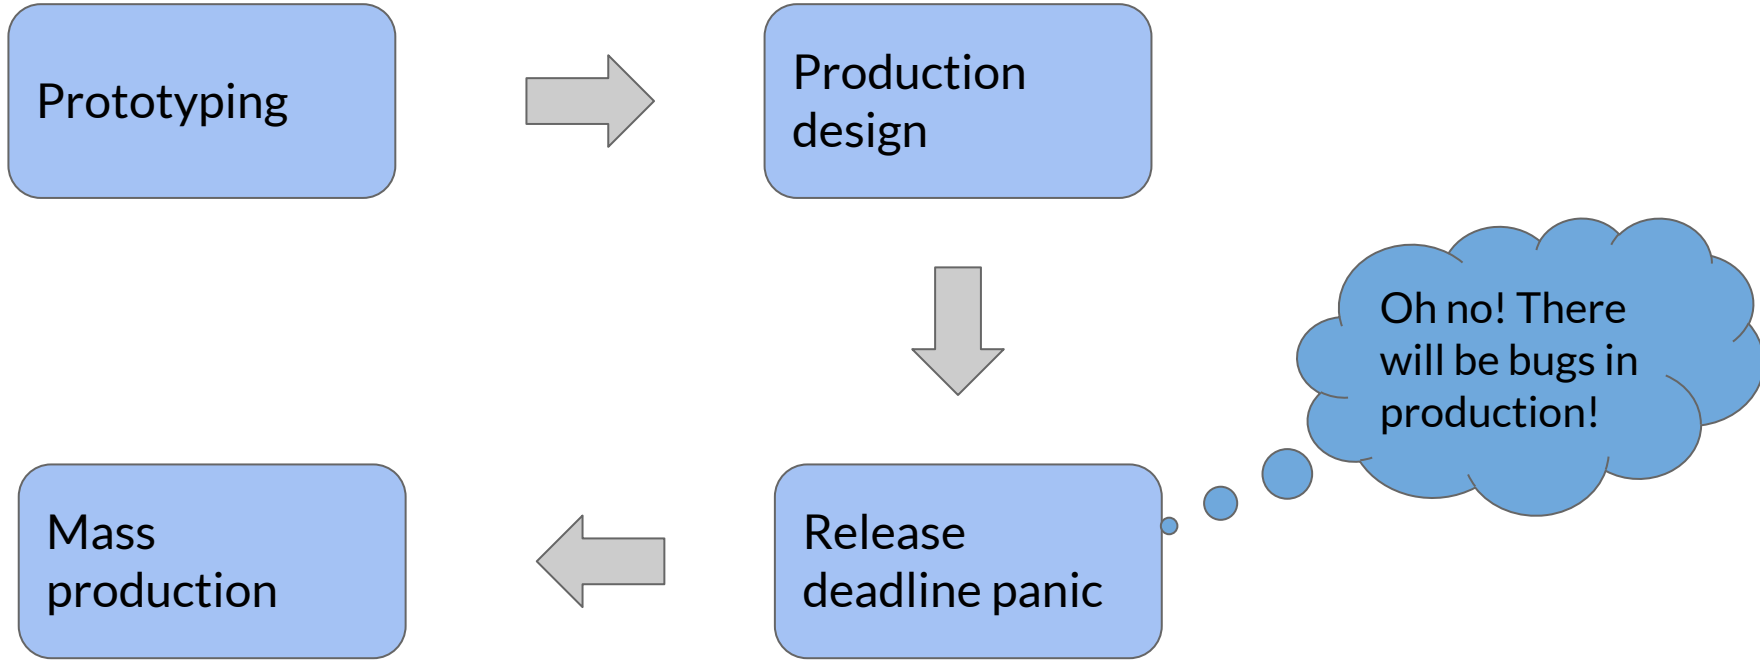 Prototyping
Production
design
Oh no! There
will be bugs in
production!
Release
deadline panic
Mass
production